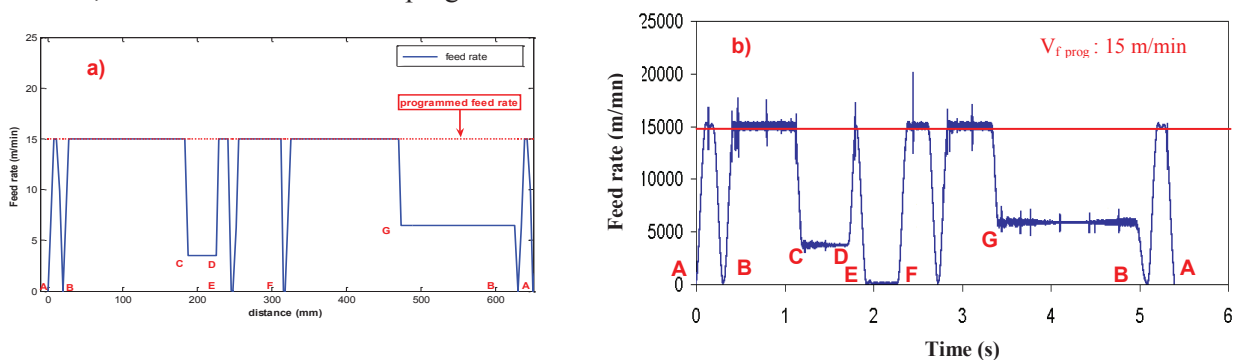 a)
feed rate
programmed feed rate
Feed rate (m/min)
25
20
15
10
5
0
A B C D E F G B A
0 100 200 300 400 500 600
distance (mm)
b)
V f prog : 15 m/min
Feed rate (m/mn)
30000
25000
20000
15000
10000
5000
0
A B C D E F G B A
0 1 2 3 4 5 6
Time (s)